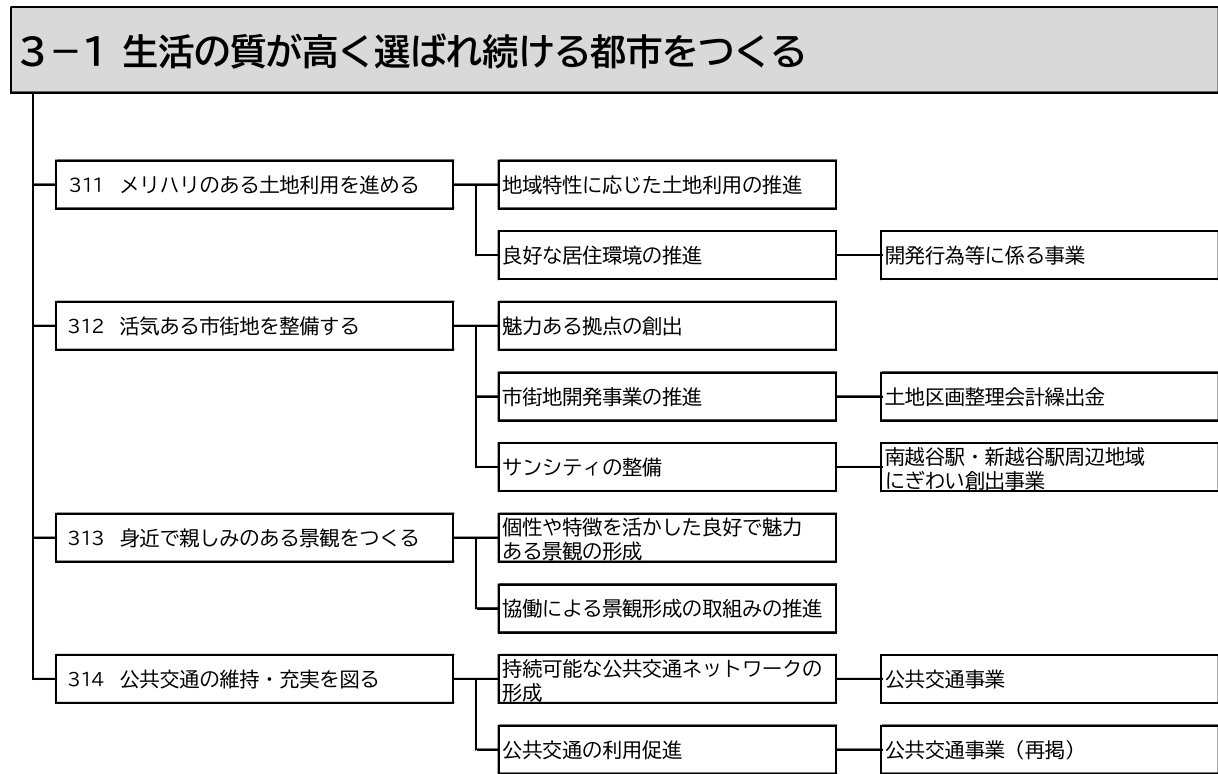 3－1 生活の質が高く選ばれ続ける都市をつくる
311 メリハリのある土地利用を進める
地域特性に応じた土地利用の推進
良好な居住環境の推進
開発行為等に係る事業
312 活気ある市街地を整備する
魅力ある拠点の創出
市街地開発事業の推進
土地区画整理会計繰出金
サンシティの整備
南越谷駅・新越谷駅周辺地域
にぎわい創出事業
313 身近で親しみのある景観をつくる
個性や特徴を活かした良好で魅力
ある景観の形成
協働による景観形成の取組みの推進
314 公共交通の維持・充実を図る
持続可能な公共交通ネットワークの
形成
公共交通事業
公共交通の利用促進
公共交通事業（再掲）